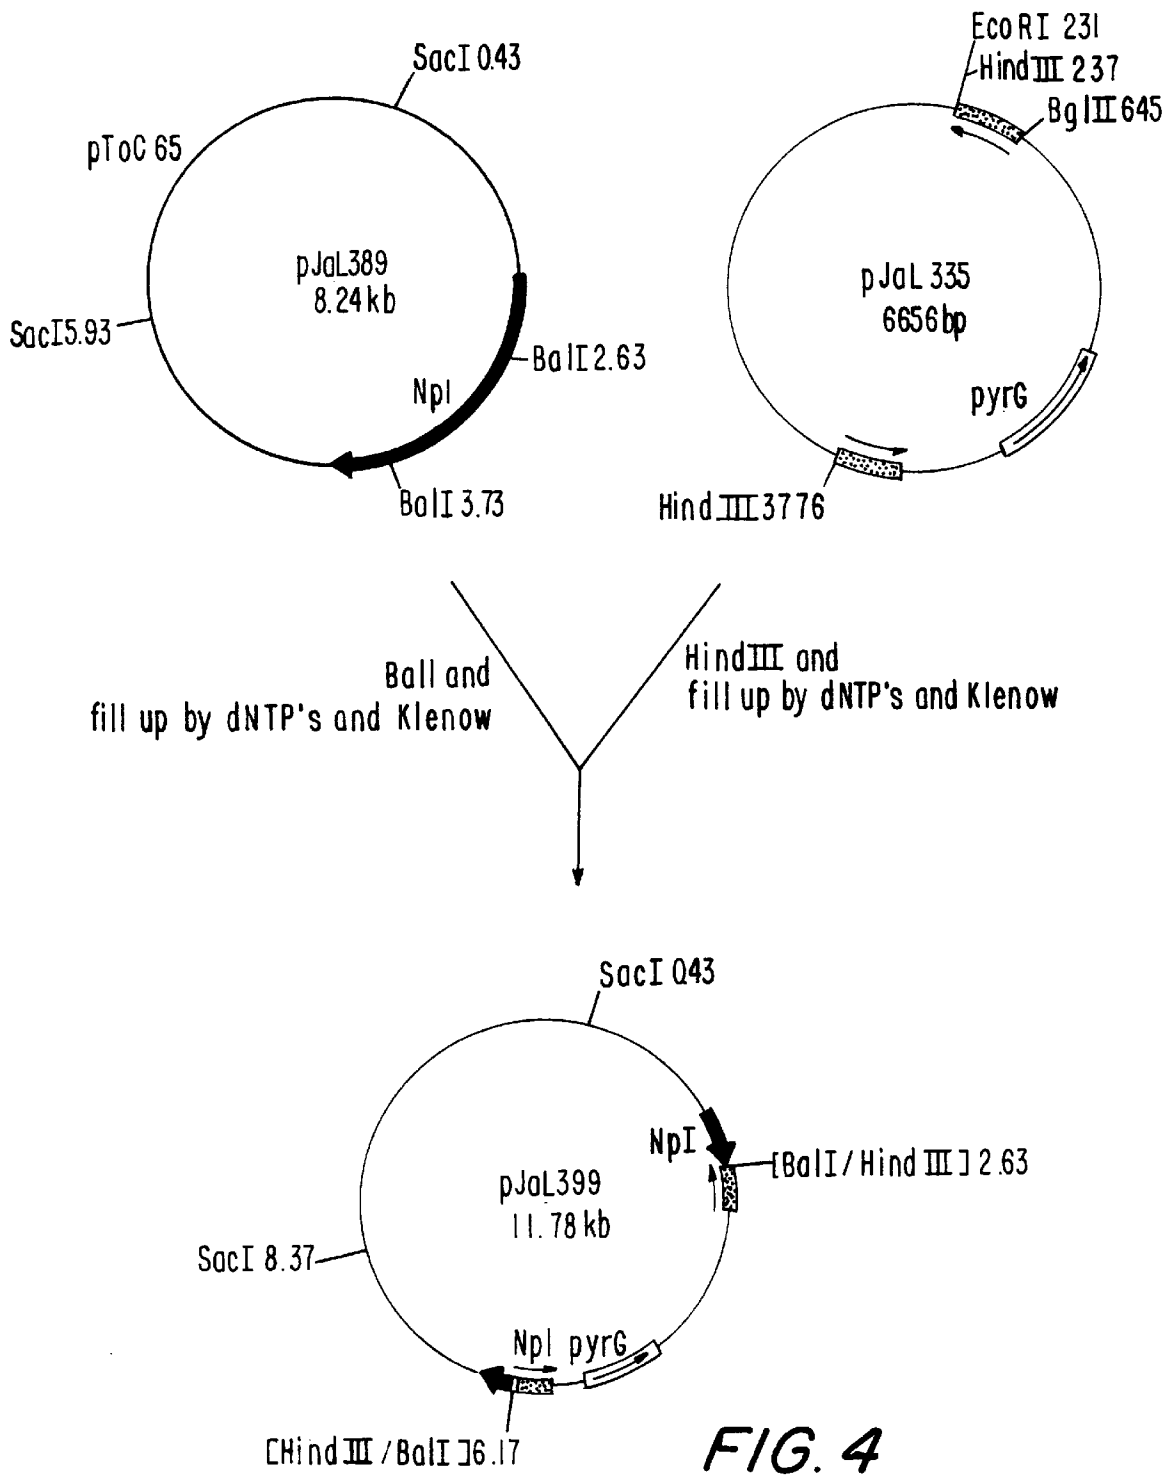 SacI 0.43
pToC 65
pJaL389
8.24 kb
SacI 5.93
BalI 2.63
NpI
BalI 3.73
EcoRI 231
HindIII 237
BglII 645
pJaL 335
6656 bp
pyrG
HindIII 3776
BalI and
fill up by dNTP's and Klenow
HindIII and
fill up by dNTP's and Klenow
SacI 0.43
NpI
[BalI/HindIII] 2.63
pJaL399
11.78 kb
SacI 8.37
NpI pyrG
[HindIII/BalI] 6.17
FIG. 4